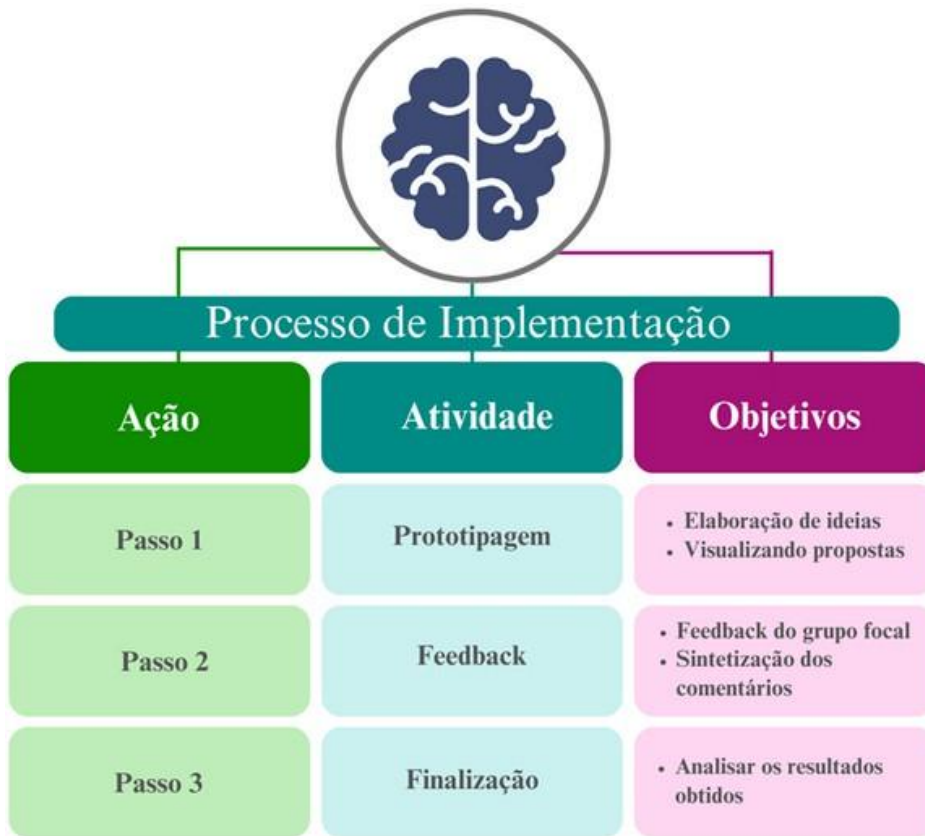 Processo de Implementação
Ação
Atividade
Objetivos
Passo 1
Prototipagem
• Elaboração de ideias
• Visualizando propostas
Passo 2
Feedback
• Feedback do grupo focal
• Sintetização dos
comentários
Passo 3
Finalização
• Analisar os resultados
obtidos